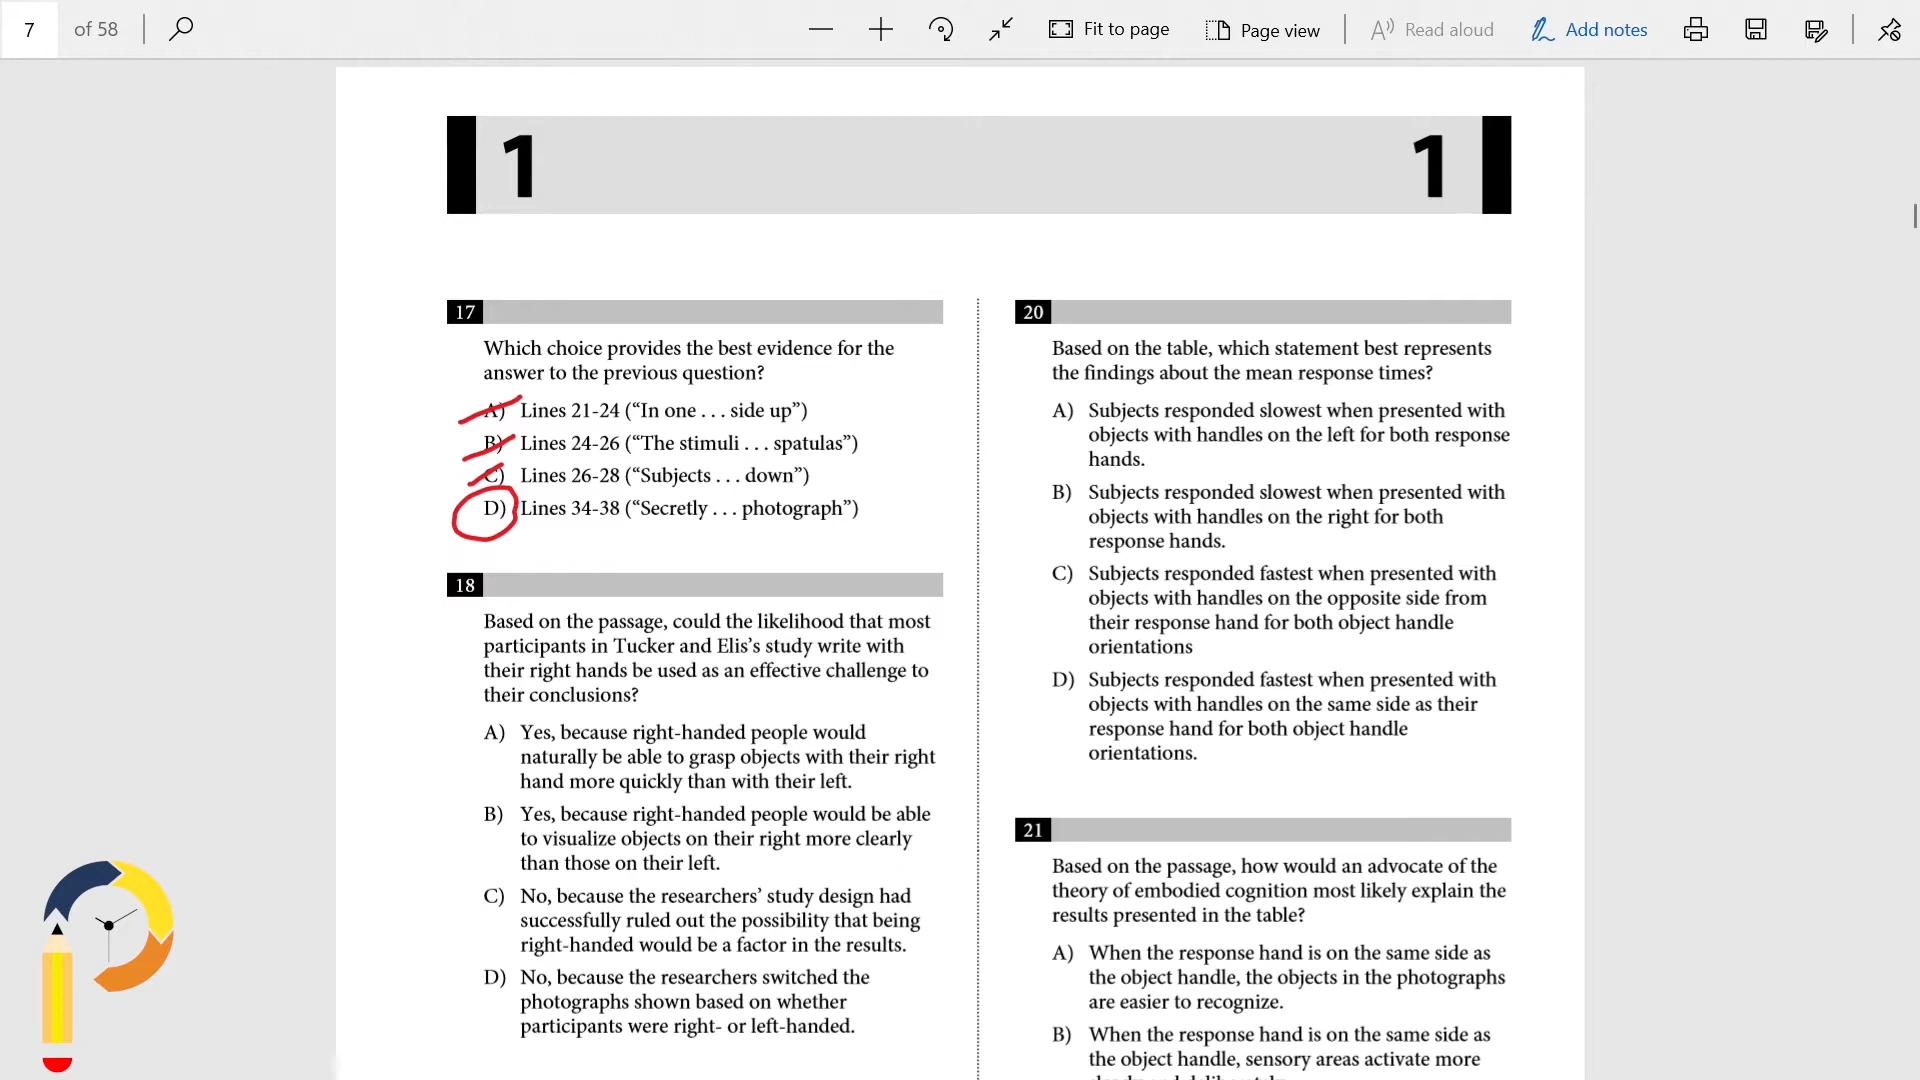 7 of 58 Fit to page Page view Read aloud Add notes
1 1
17
Which choice provides the best evidence for the
answer to the previous question?
A) Lines 21-24 (“In one . . . side up”)
B) Lines 24-26 (“The stimuli . . . spatulas”)
C) Lines 26-28 (“Subjects . . . down”)
D) Lines 34-38 (“Secretly . . . photograph”)
18
Based on the passage, could the likelihood that most
participants in Tucker and Elis’s study write with
their right hands be used as an effective challenge to
their conclusions?
A) Yes, because right-handed people would
naturally be able to grasp objects with their right
hand more quickly than with their left.
B) Yes, because right-handed people would be able
to visualize objects on their right more clearly
than those on their left.
C) No, because the researchers’ study design had
successfully ruled out the possibility that being
right-handed would be a factor in the results.
D) No, because the researchers switched the
photographs shown based on whether
participants were right- or left-handed.
20
Based on the table, which statement best represents
the findings about the mean response times?
A) Subjects responded slowest when presented with
objects with handles on the left for both response
hands.
B) Subjects responded slowest when presented with
objects with handles on the right for both
response hands.
C) Subjects responded fastest when presented with
objects with handles on the opposite side from
their response hand for both object handle
orientations
D) Subjects responded fastest when presented with
objects with handles on the same side as their
response hand for both object handle
orientations.
21
Based on the passage, how would an advocate of the
theory of embodied cognition most likely explain the
results presented in the table?
A) When the response hand is on the same side as
the object handle, the objects in the photographs
are easier to recognize.
B) When the response hand is on the same side as
the object handle, sensory areas activate more